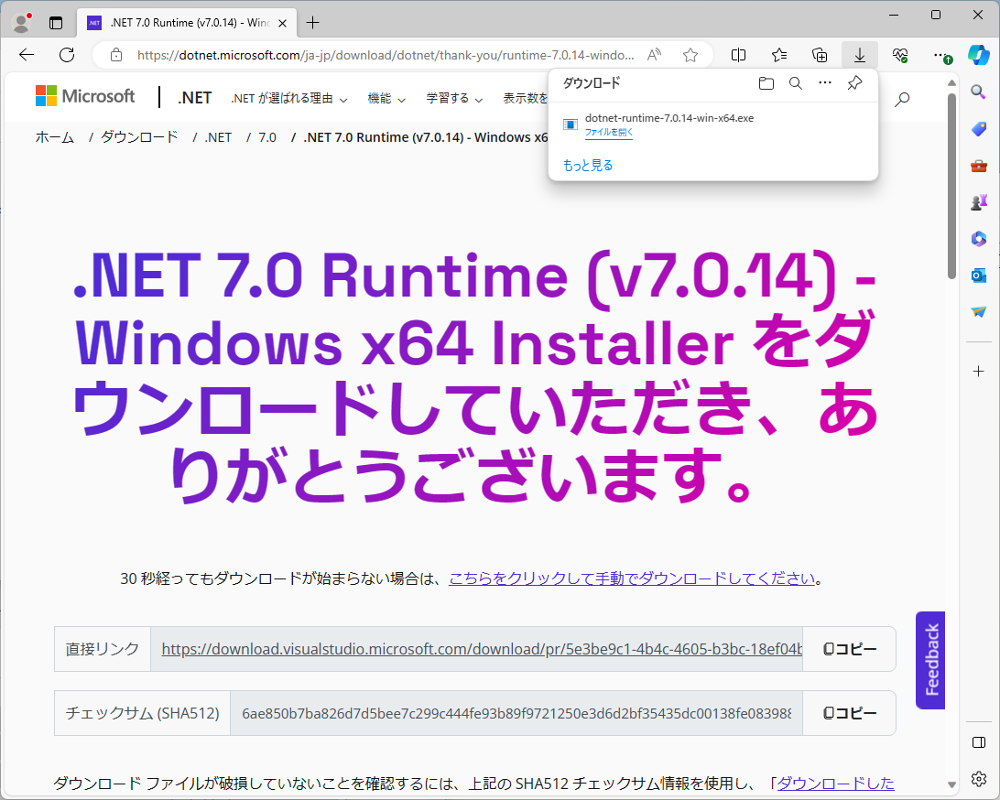 .NET 7.0 Runtime (v7.0.14) - Wind
https://dotnet.microsoft.com/ja-jp/download/dotnet/thank-you/runtime-7.0.14-windo...
Microsoft
.NET
.NET が選ばれる理由
機能
学習する
表示数を
ホーム / ダウンロード / .NET / 7.0 / .NET 7.0 Runtime (v7.0.14) - Windows x6
ダウンロード
dotnet-runtime-7.0.14-win-x64.exe
ファイルを開く
もっと見る
.NET 7.0 Runtime (v7.0.14) -
Windows x64 Installer をダ
ウンロードしていただき、あ
りがとうございます。
30 秒経ってもダウンロードが始まらない場合は、こちらをクリックして手動でダウンロードしてください。
直接リンク
https://download.visualstudio.microsoft.com/download/pr/5e3be9c1-4b4c-4605-b3bc-18ef04b
コピー
チェックサム (SHA512)
6ae850b7ba826d7d5bee7c299c444fe93b89f9721250e3d6d2bf35435dc00138fe083988
コピー
Feedback
ダウンロード ファイルが破損していないことを確認するには、上記の SHA512 チェックサム情報を使用し、「ダウンロードした